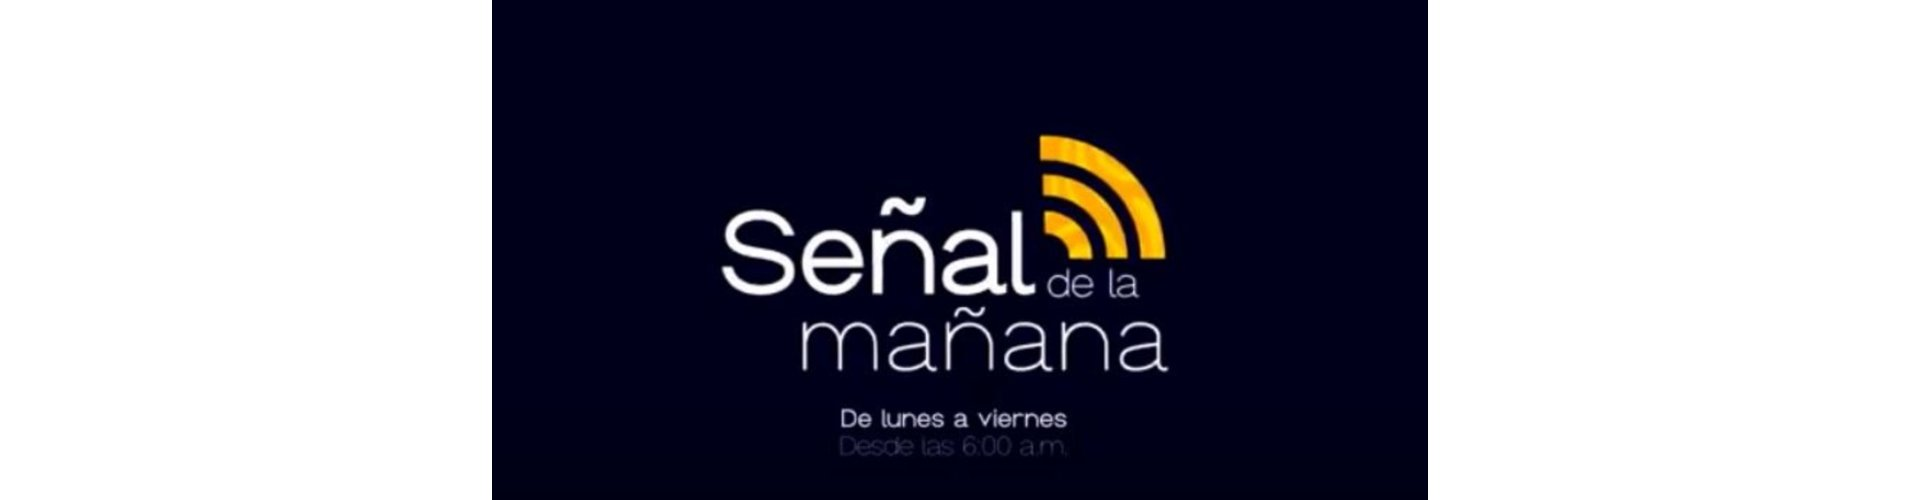 Señal de la
mañana
De lunes a viernes
Desde las 6:00 a.m.